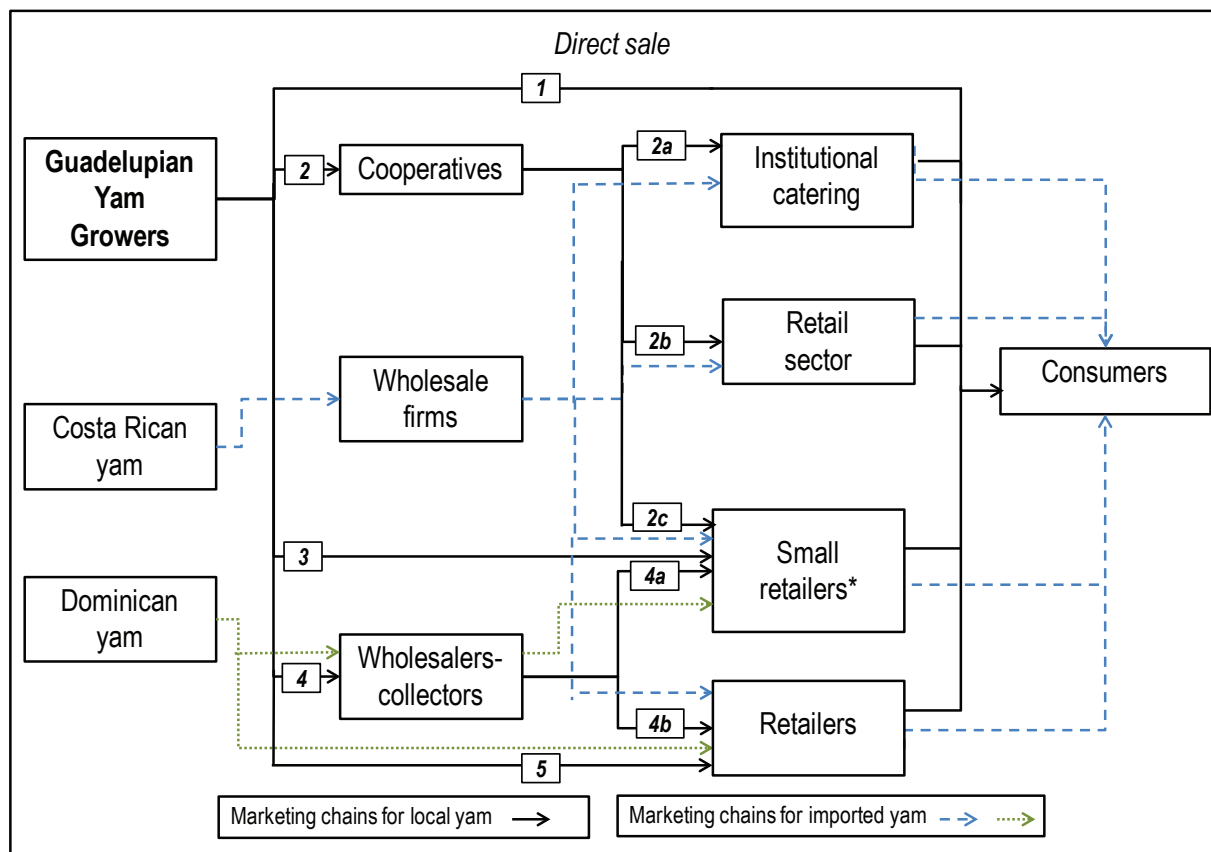 Direct sale
1
Guadelupian
Yam
Growers
2
Cooperatives
2a
Institutional
catering
2b
Retail
sector
Consumers
Costa Rican
yam
Wholesale
firms
2c
3
Small
retailers*
4a
Dominican
yam
4
Wholesalers-
collectors
4b
Retailers
5
Marketing chains for local yam
Marketing chains for imported yam